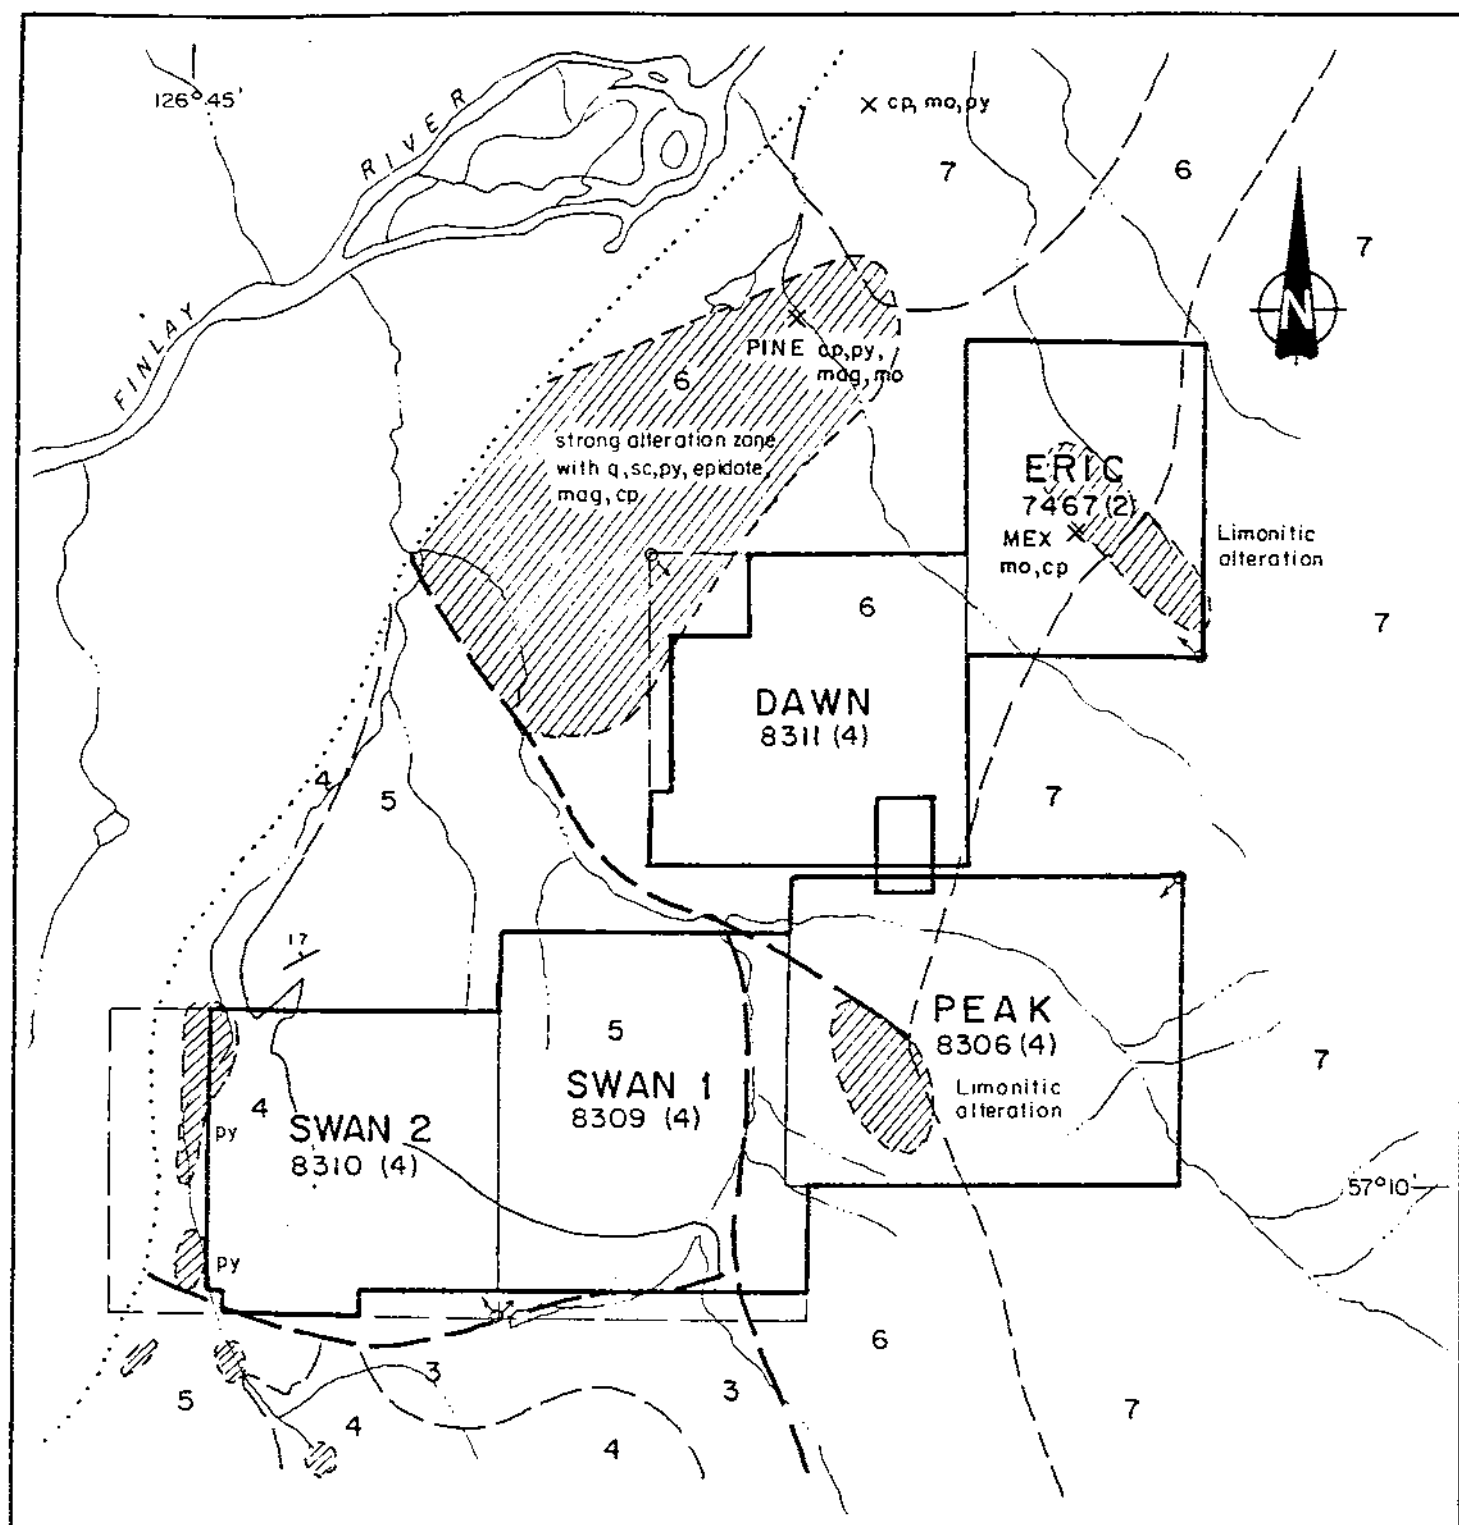 126° 45'
FINLAY RIVER
cp, mo, py
7
6
7
N
PINE cp, py,
mag, mo
6
strong alteration zone
with q, sc, py, epidote,
mag, cp
ERIC
7467 (2)
MEX
mo, cp
Limonitic
alteration
6
7
DAWN
8311 (4)
4
5
7
17
5
PEAK
8306 (4)
7
SWAN 1
8309 (4)
Limonitic
alteration
4
py
SWAN 2
8310 (4)
57° 10'
py
6
3
3
5
4
4
7